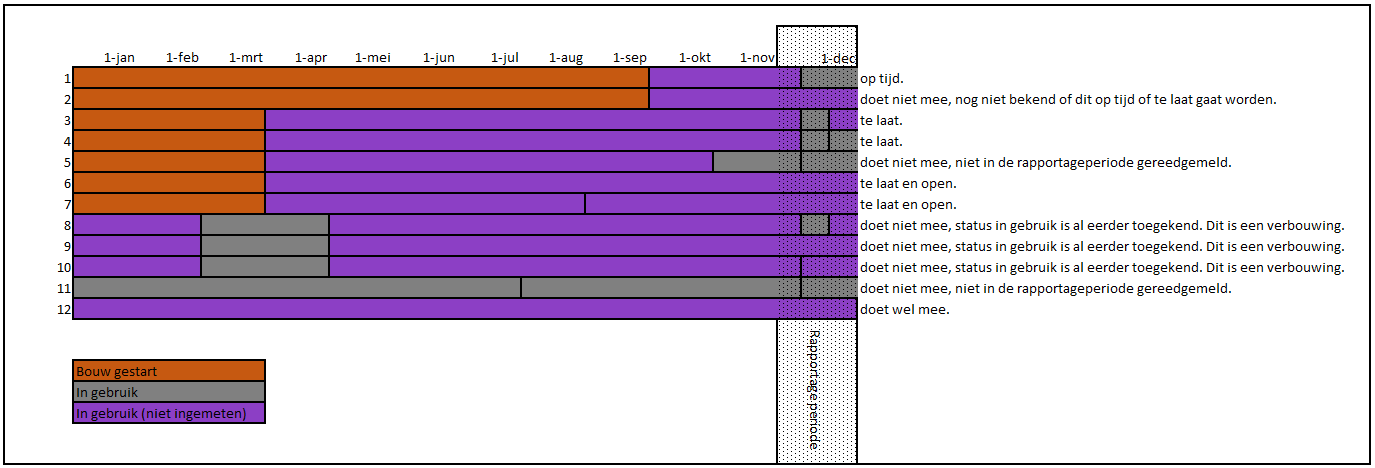 1-jan 1-feb 1-mrt 1-apr 1-mei 1-jun 1-jul 1-aug 1-sep 1-okt 1-nov 1-dec
1 op tijd.
2 doet niet mee, nog niet bekend of dit op tijd of te laat gaat worden.
3 te laat.
4 te laat.
5 doet niet mee, niet in de rapportageperiode gereedgemeld.
6 te laat en open.
7 te laat en open.
8 doet niet mee, status in gebruik is al eerder toegekend. Dit is een verbouwing.
9 doet niet mee, status in gebruik is al eerder toegekend. Dit is een verbouwing.
10 doet niet mee, status in gebruik is al eerder toegekend. Dit is een verbouwing.
11 doet niet mee, niet in de rapportageperiode gereedgemeld.
12 doet wel mee.
Rapportage periode
Bouw gestart
In gebruik
In gebruik (niet ingemeten)